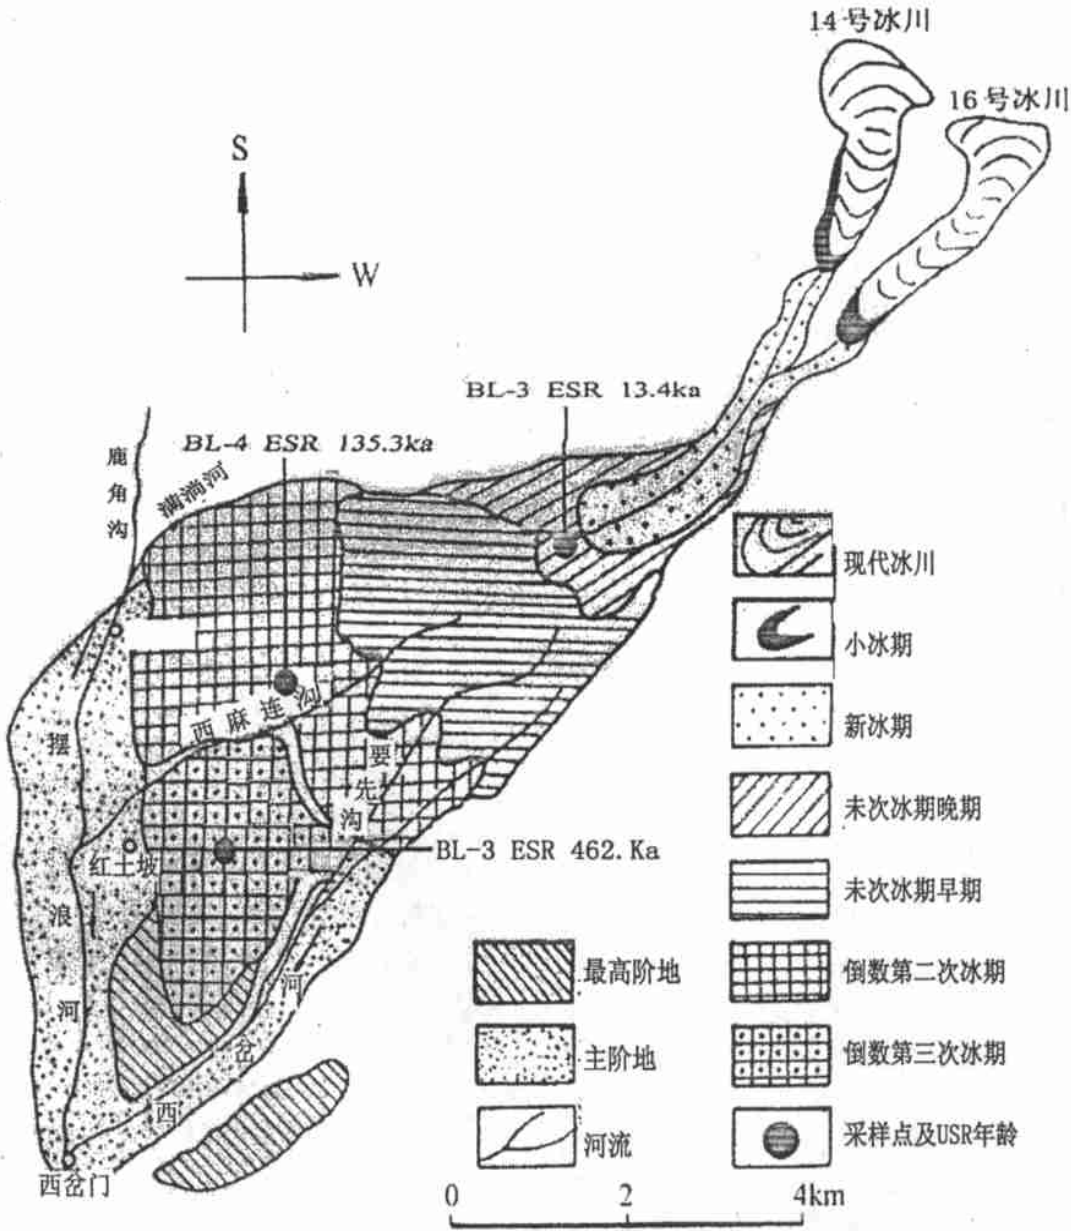 14号冰川
16号冰川
S
W
BL-3 ESR 13.4ka
BL-4 ESR 135.3ka
鹿角沟
满淌河
西麻连沟
要先沟
BL-3 ESR 462.Ka
红土坡
摆浪河
西岔河
西岔门
现代冰川
小冰期
新冰期
未次冰期晚期
未次冰期早期
最高阶地
倒数第二次冰期
主阶地
倒数第三次冰期
河流
采样点及USR年龄
0 2 4km